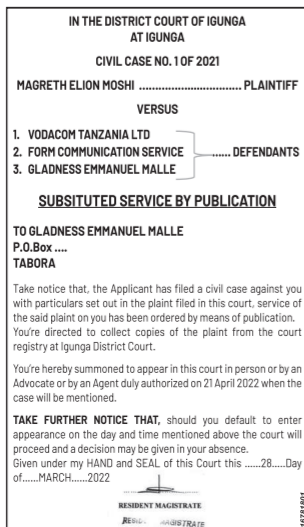 IN THE DISTRICT COURT OF IGUNGA
AT IGUNGA
CIVIL CASE NO. 1 OF 2021
MAGRETH ELION MOSHI ................................ PLAINTIFF
VERSUS
1. VODACOM TANZANIA LTD
2. FORM COMMUNICATION SERVICE ...... DEFENDANTS
3. GLADNESS EMMANUEL MALLE
SUBSITUTED SERVICE BY PUBLICATION
TO GLADNESS EMMANUEL MALLE
P.O.Box ....
TABORA
Take notice that, the Applicant has filed a civil case against you
with particulars set out in the plaint filed in this court, service of
the said plaint on you has been ordered by means of publication.
You're directed to collect copies of the plaint from the court
registry at Igunga District Court.
You're hereby summoned to appear in this court in person or by an
Advocate or by an Agent duly authorized on 21 April 2022 when the
case will be mentioned.
TAKE FURTHER NOTICE THAT, should you default to enter
appearance on the day and time mentioned above the court will
proceed and a decision may be given in your absence.
Given under my HAND and SEAL of this Court this ......28....Day
of......MARCH......2022
RESIDENT MAGISTRATE